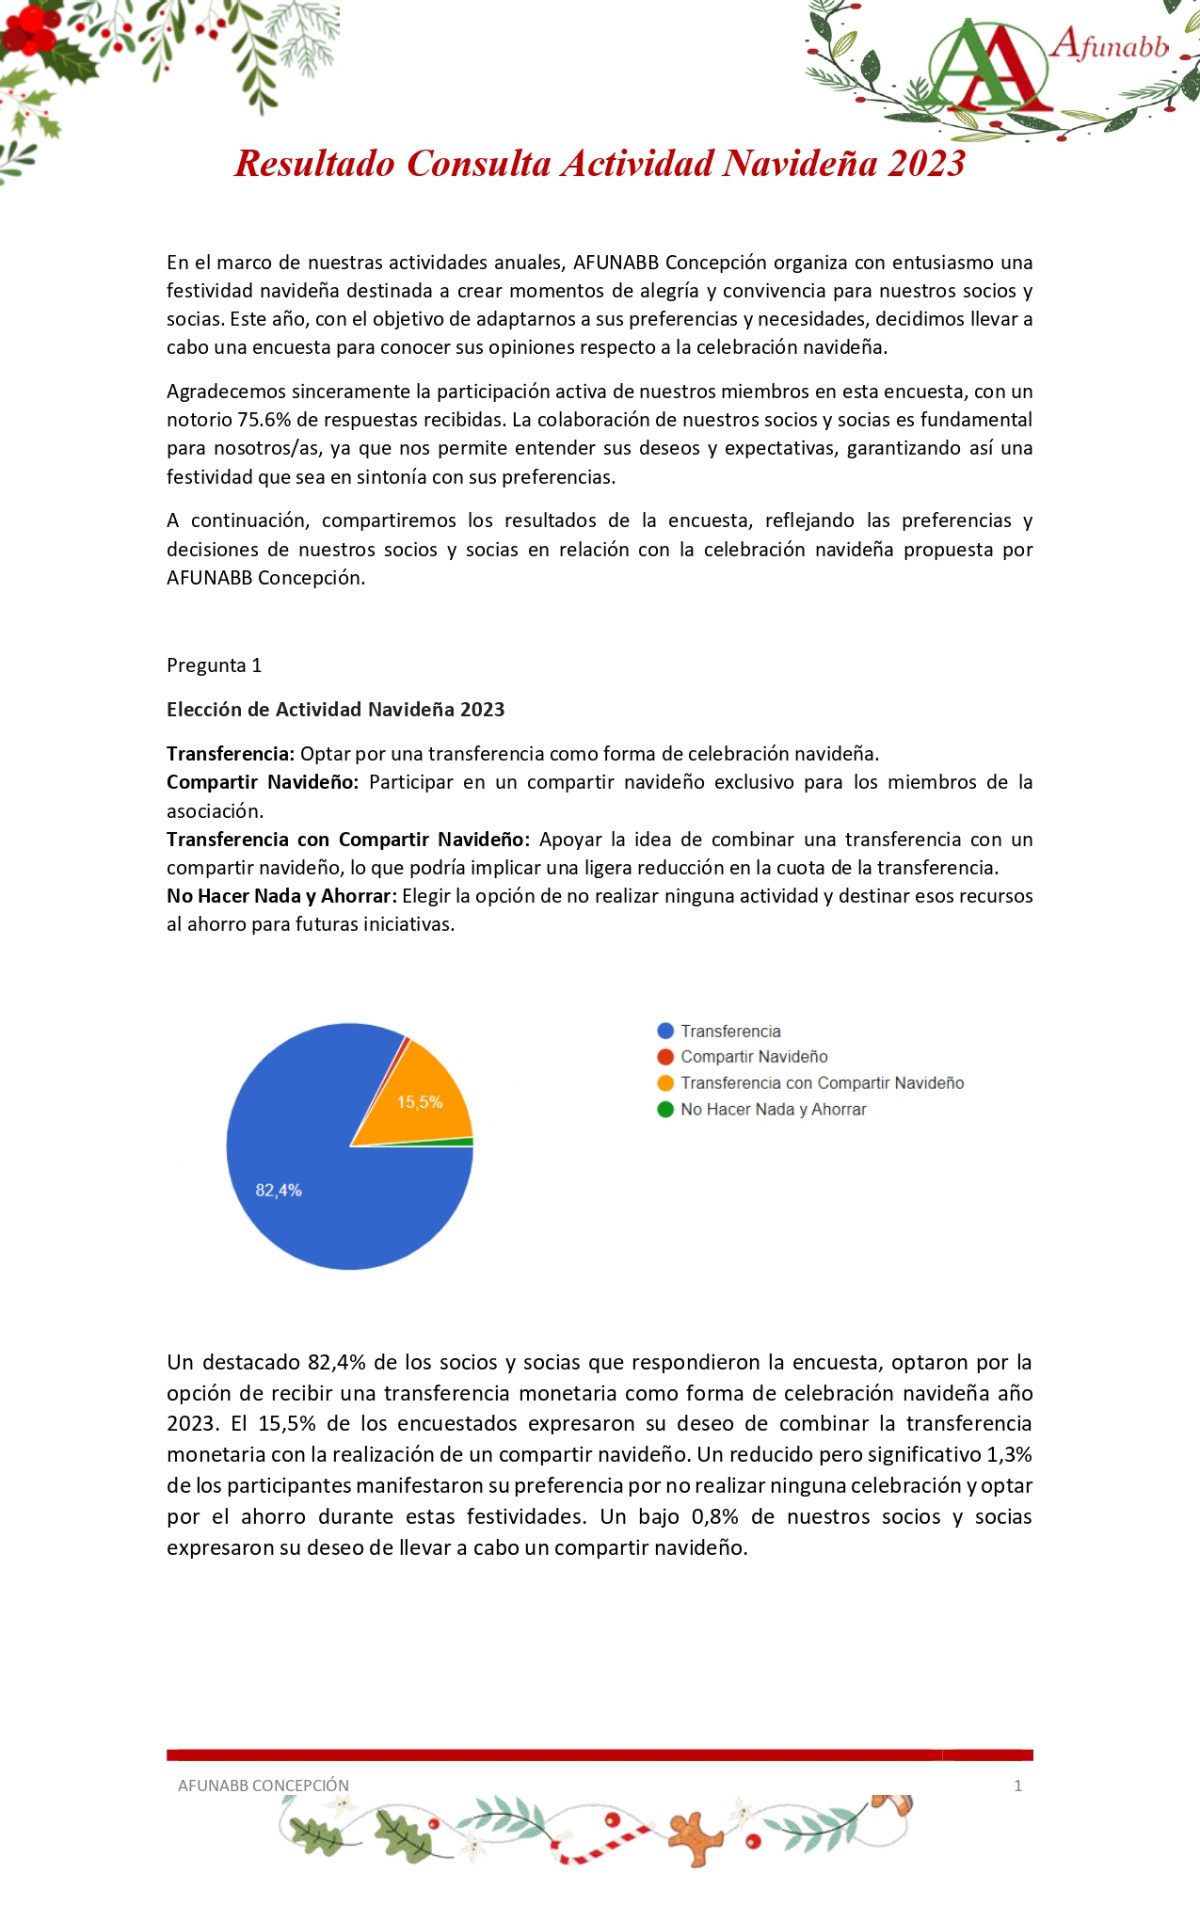 Afunabb
Resultado Consulta Actividad Navideña 2023
En el marco de nuestras actividades anuales, AFUNABB Concepción organiza con entusiasmo una
festividad navideña destinada a crear momentos de alegría y convivencia para nuestros socios y
socias. Este año, con el objetivo de adaptarnos a sus preferencias y necesidades, decidimos llevar a
cabo una encuesta para conocer sus opiniones respecto a la celebración navideña.
Agradecemos sinceramente la participación activa de nuestros miembros en esta encuesta, con un
notorio 75.6% de respuestas recibidas. La colaboración de nuestros socios y socias es fundamental
para nosotros/as, ya que nos permite entender sus deseos y expectativas, garantizando así una
festividad que sea en sintonía con sus preferencias.
A continuación, compartiremos los resultados de la encuesta, reflejando las preferencias y
decisiones de nuestros socios y socias en relación con la celebración navideña propuesta por
AFUNABB Concepción.
Pregunta 1
Elección de Actividad Navideña 2023
Transferencia: Optar por una transferencia como forma de celebración navideña.
Compartir Navideño: Participar en un compartir navideño exclusivo para los miembros de la
asociación.
Transferencia con Compartir Navideño: Apoyar la idea de combinar una transferencia con un
compartir navideño, lo que podría implicar una ligera reducción en la cuota de la transferencia.
No Hacer Nada y Ahorrar: Elegir la opción de no realizar ninguna actividad y destinar esos recursos
al ahorro para futuras iniciativas.
Transferencia
Compartir Navideño
Transferencia con Compartir Navideño
No Hacer Nada y Ahorrar
15,5%
82,4%
Un destacado 82,4% de los socios y socias que respondieron la encuesta, optaron por la
opción de recibir una transferencia monetaria como forma de celebración navideña año
2023. El 15,5% de los encuestados expresaron su deseo de combinar la transferencia
monetaria con la realización de un compartir navideño. Un reducido pero significativo 1,3%
de los participantes manifestaron su preferencia por no realizar ninguna celebración y optar
por el ahorro durante estas festividades. Un bajo 0,8% de nuestros socios y socias
expresaron su deseo de llevar a cabo un compartir navideño.
AFUNABB CONCEPCIÓN 1